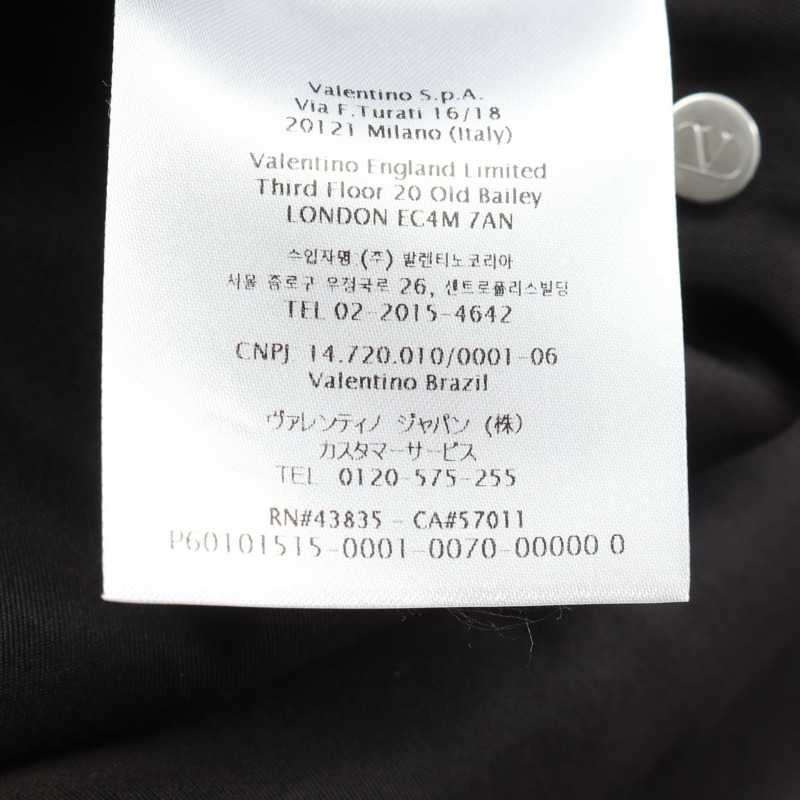 Valentino S.p.A.
Via F.Turati 16/18
20121 Milano (Italy)
Valentino England Limited
Third Floor 20 Old Bailey
LONDON EC4M 7AN
수입자명 (주) 발렌티노코리아
서울 종로구 우정국로 26, 센트로폴리스빌딩
TEL 02-2015-4642
CNPJ 14.720.010/0001-06
Valentino Brazil
ヴァレンティノ ジャパン (株)
カスタマーサービス
TEL 0120-575-255
RN#43835 - CA#57011
P60101515-0001-0070-00000 0
V